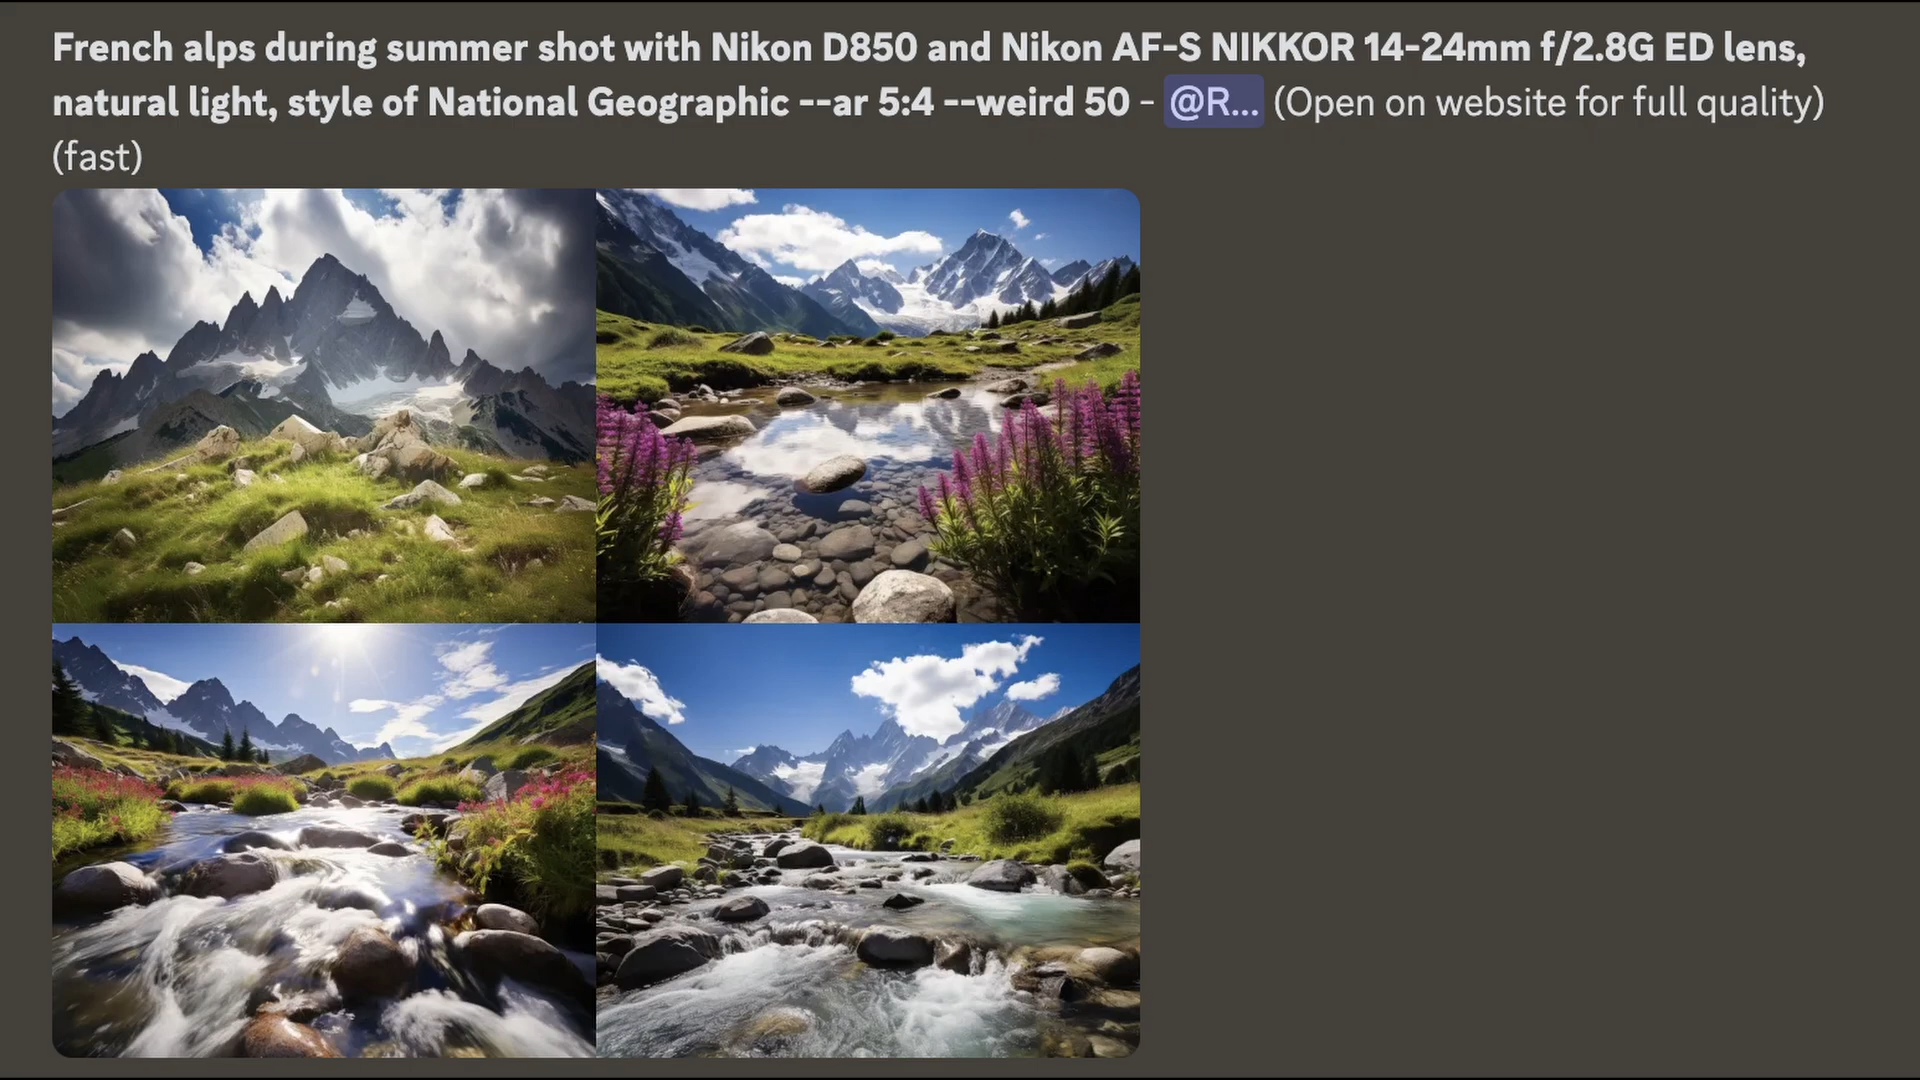 French alps during summer shot with Nikon D850 and Nikon AF-S NIKKOR 14-24mm f/2.8G ED lens,
natural light, style of National Geographic --ar 5:4 --weird 50 - @R... (Open on website for full quality)
(fast)